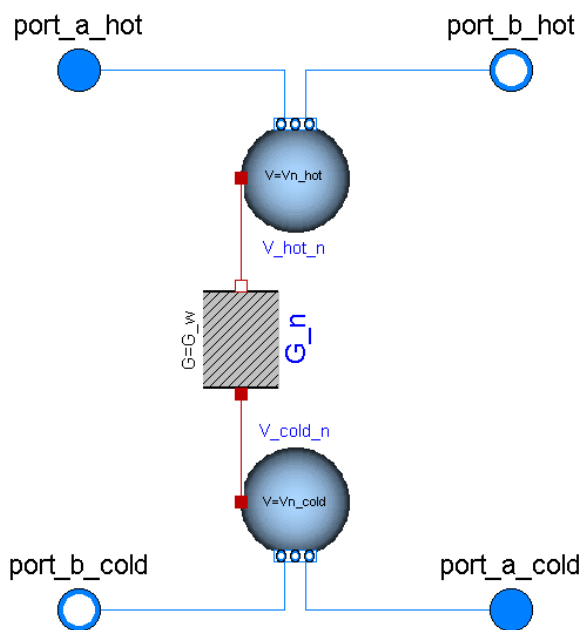 port_a_hot
port_b_hot
V=Vn_hot
V_hot_n
G=G_w
G_n
V_cold_n
V=Vn_cold
port_b_cold
port_a_cold